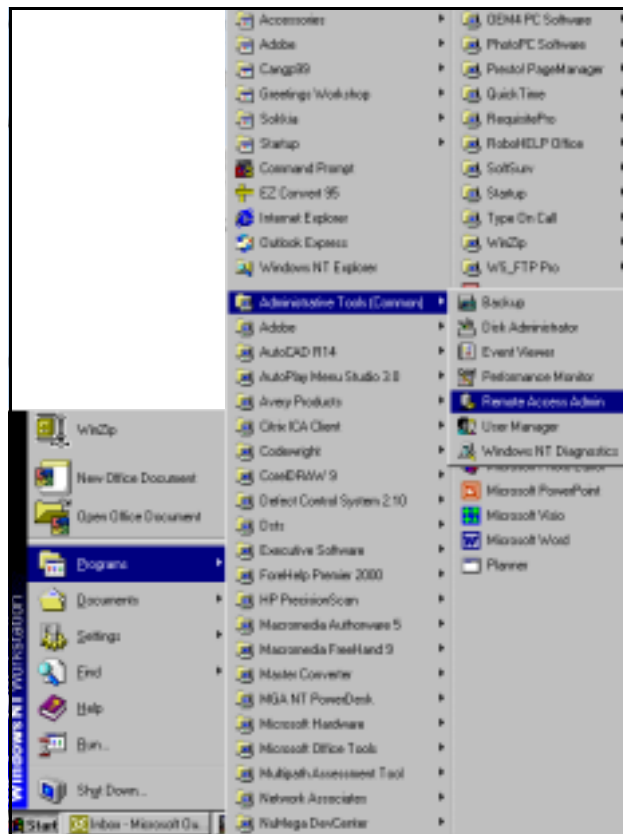 Accessories
Adobe
Cangp99
Greetings Workshop
Sokkia
Startup
Command Prompt
EZ Convert 95
Internet Explorer
Outlook Express
Windows NT Explorer
Administrative Tools (Common)
Adobe
AutoCAD R14
AutoPlay Menu Studio 3.0
Avery Products
Citrix ICA Client
Codewright
CorelDRAW 9
Defect Control System 2.10
Dsts
Executive Software
ForeHelp Premier 2000
HP PrecisionScan
Macromedia Authorware 5
Macromedia FreeHand 9
Master Converter
MGA NT PowerDesk
Microsoft Hardware
Microsoft Office Tools
Multipath Assessment Tool
Network Associates
NuMega DevCenter
OEM4 PC Software
PhotoPC Software
Presto! PageManager
QuickTime
RequisitePro
RoboHELP Office
SoftSurv
Startup
Type On Call
WinZip
WS_FTP Pro
Backup
Disk Administrator
Event Viewer
Performance Monitor
Remote Access Admin
User Manager
Windows NT Diagnostics
Microsoft PowerPoint
Microsoft Visio
Microsoft Word
Planner
WinZip
New Office Document
Open Office Document
Programs
Documents
Settings
Find
Help
Run...
Shut Down...
Windows NT Workstation
Start
Inbox - Microsoft Ou...